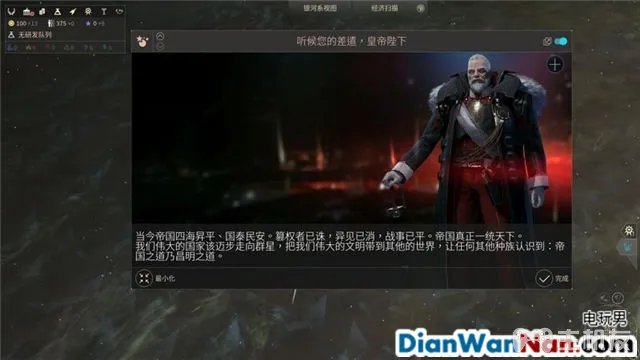 银河系视图
经济扫描
100 +13
375 +0
0 +9
无研发队列
听候您的差遣，皇帝陛下
当今帝国四海昇平、国泰民安。篡权者已诛，异见已消，战事已平。帝国真正一统天下。
我们伟大的国家该迈步走向群星，把我们伟大的文明带到其他的世界，让任何其他种族认识到：帝
国之道乃昌明之道。
最小化
完成
电玩男
DianWanNan.com